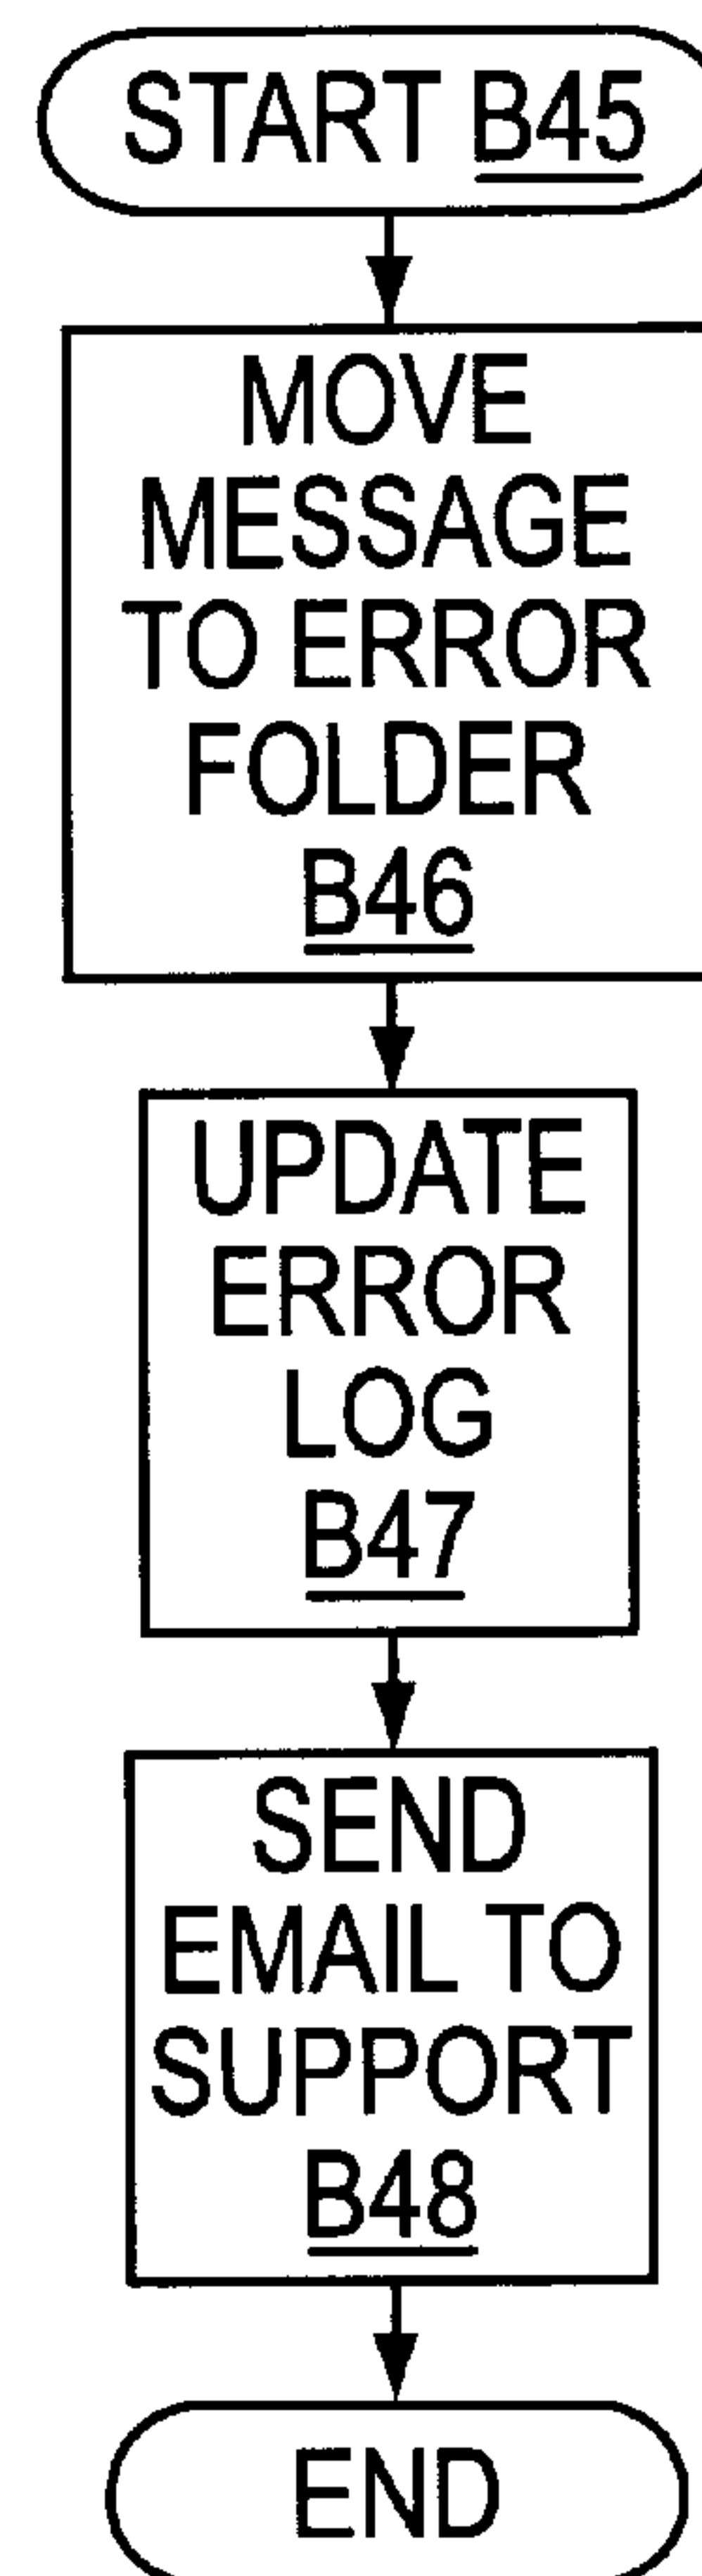 START B45
MOVE
MESSAGE
TO ERROR
FOLDER
B46
UPDATE
ERROR
LOG
B47
SEND
EMAIL TO
SUPPORT
B48
END